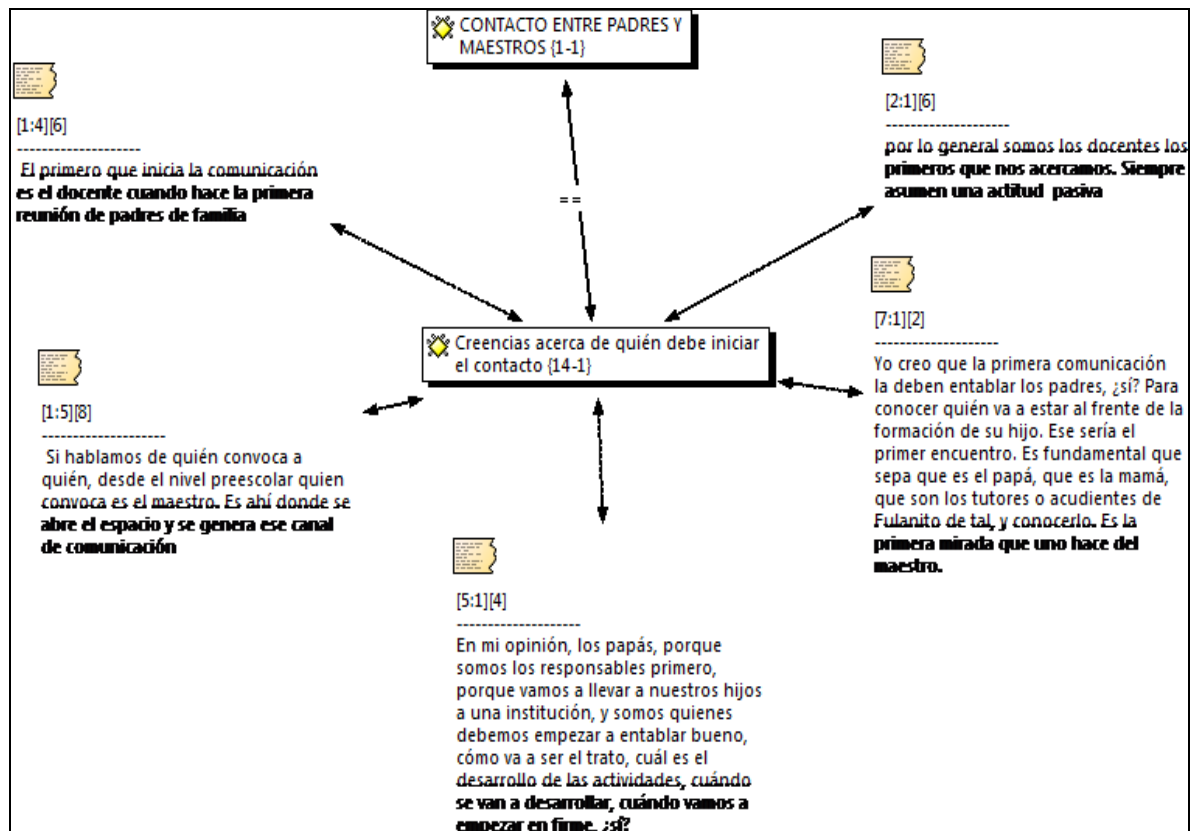 CONTACTO ENTRE PADRES Y
MAESTROS {1-1}
[1:4][6]
--------------------
El primero que inicia la comunicación
es el docente cuando hace la primera
reunión de padres de familia
[2:1][6]
--------------------
por lo general somos los docentes los
primeros que nos acercamos. Siempre
asumen una actitud pasiva
==
Creencias acerca de quién debe iniciar
el contacto {14-1}
[7:1][2]
--------------------
Yo creo que la primera comunicación
la deben entablar los padres, ¿sí? Para
conocer quién va a estar al frente de la
formación de su hijo. Ese sería el
primer encuentro. Es fundamental que
sepa que es el papá, que es la mamá,
que son los tutores o acudientes de
Fulanito de tal, y conocerlo. Es la
primera mirada que uno hace del
maestro.
[1:5][8]
--------------------
Si hablamos de quién convoca a
quién, desde el nivel preescolar quien
convoca es el maestro. Es ahí donde se
abre el espacio y se genera ese canal
de comunicación
[5:1][4]
--------------------
En mi opinión, los papás, porque
somos los responsables primero,
porque vamos a llevar a nuestros hijos
a una institución, y somos quienes
debemos empezar a entablar bueno,
cómo va a ser el trato, cuál es el
desarrollo de las actividades, cuándo
se van a desarrollar, cuándo vamos a
empezar en firme, ¿sí?